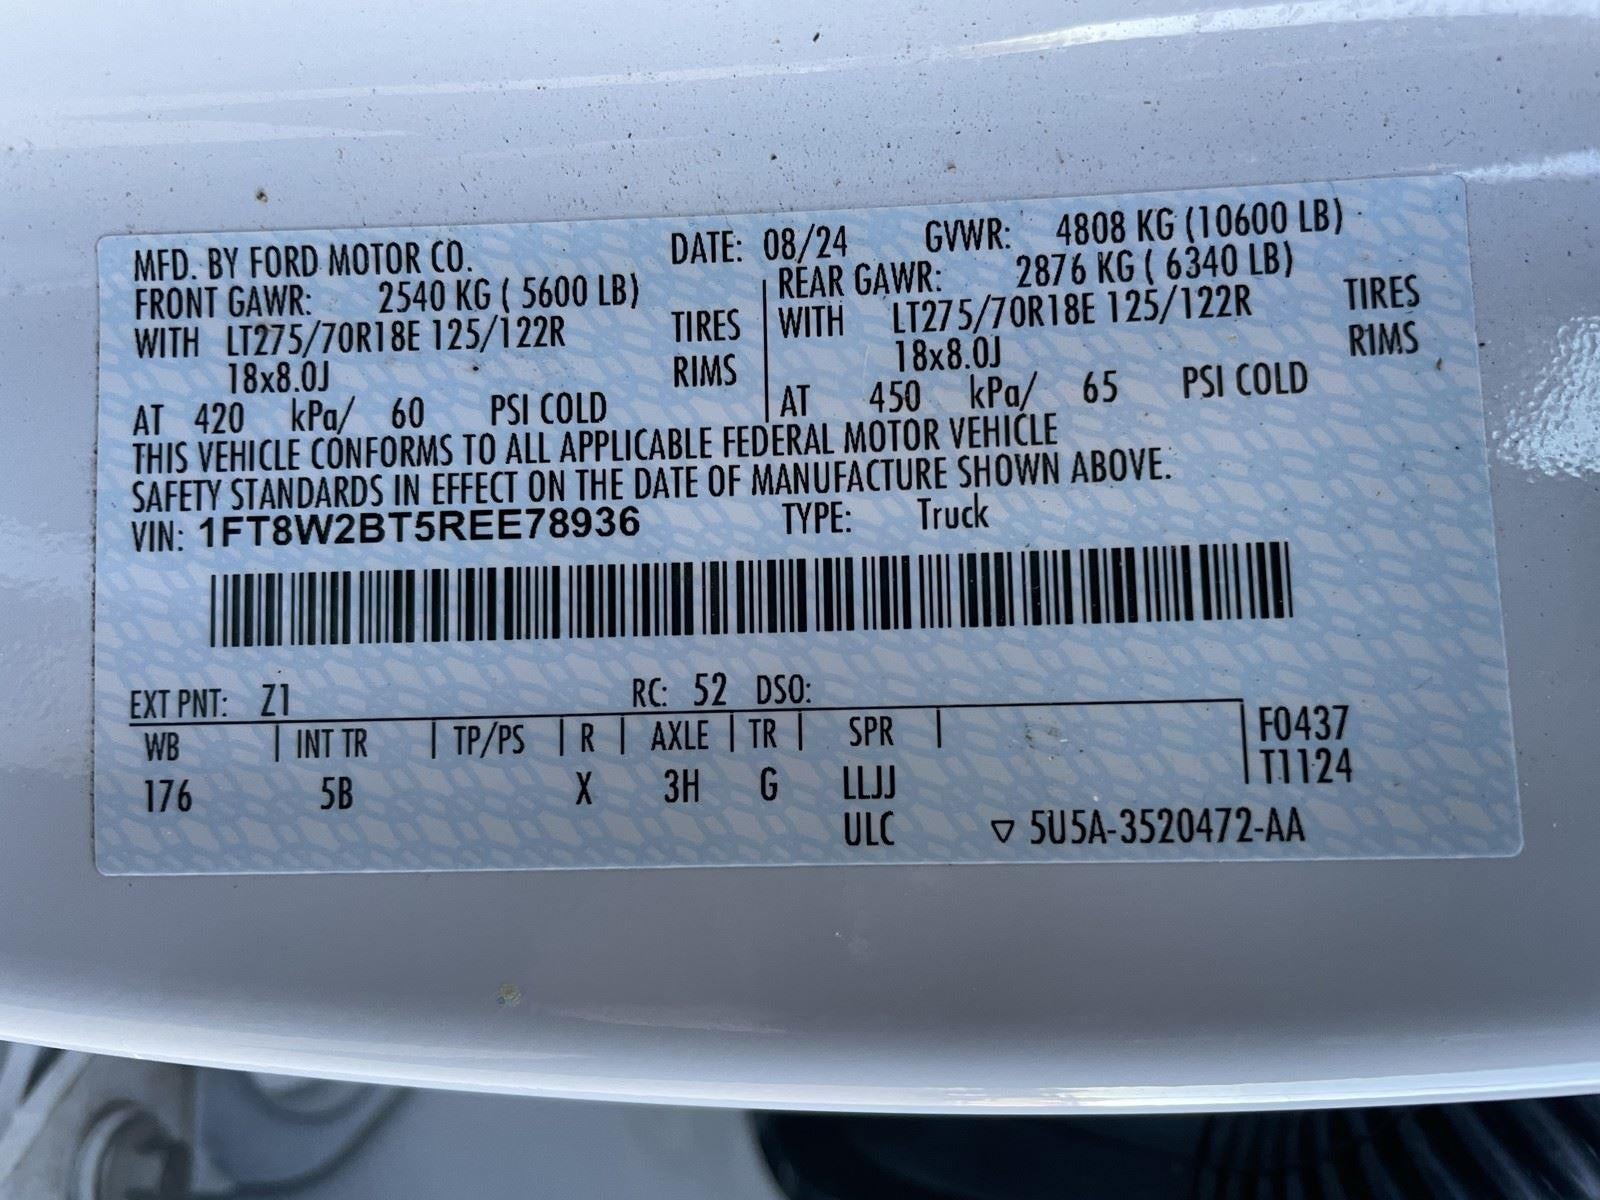 MFD. BY FORD MOTOR CO. DATE: 08/24 GVWR: 4808 KG (10600 LB)
FRONT GAWR: 2540 KG ( 5600 LB) REAR GAWR: 2876 KG ( 6340 LB)
WITH LT275/70R18E 125/122R TIRES WITH LT275/70R18E 125/122R TIRES
18x8.0J RIMS 18x8.0J RIMS
AT 420 kPa/ 60 PSI COLD AT 450 kPa/ 65 PSI COLD
THIS VEHICLE CONFORMS TO ALL APPLICABLE FEDERAL MOTOR VEHICLE
SAFETY STANDARDS IN EFFECT ON THE DATE OF MANUFACTURE SHOWN ABOVE.
VIN: 1FT8W2BT5REE78936 TYPE: Truck
EXT PNT: Z1 RC: 52 DSO:
WB | INT TR | TP/PS | R | AXLE | TR | SPR | F0437
176 5B X 3H G LLJJ T1124
ULC ▽ 5U5A-3520472-AA